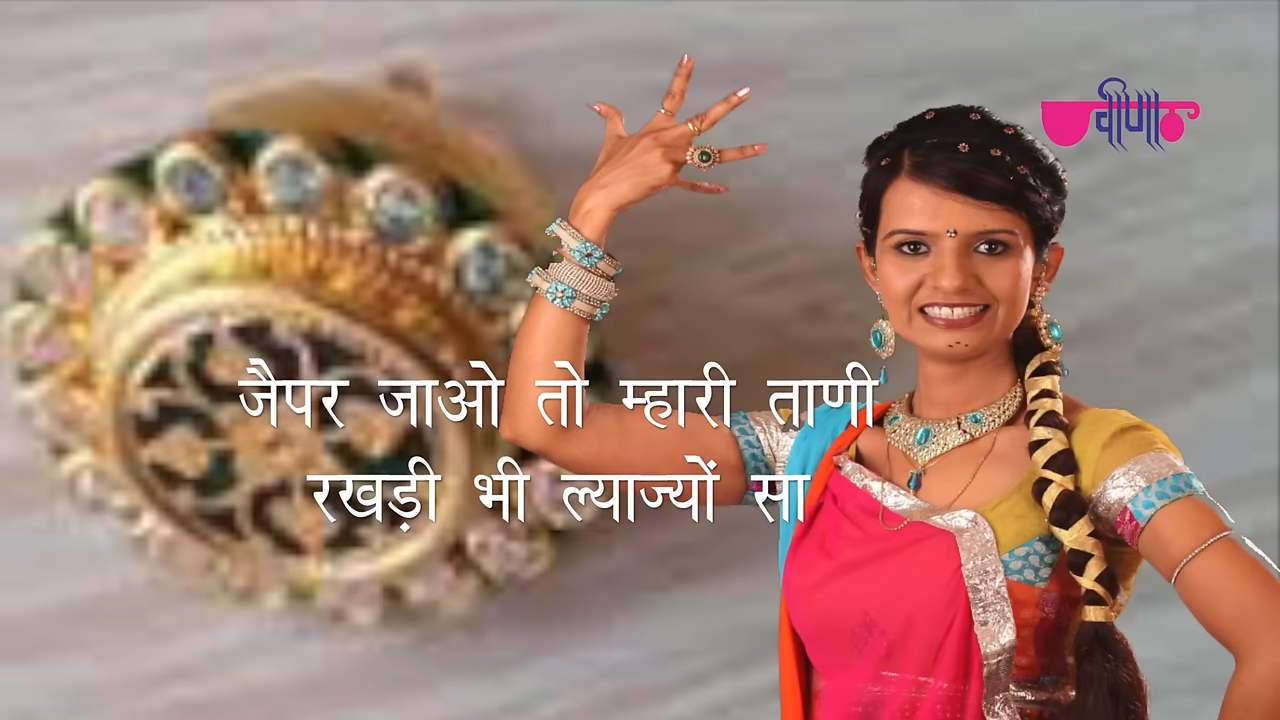 वीणा
जैपर जाओ तो म्हारी ताणी
रखड़ी भी ल्याज्यों सा